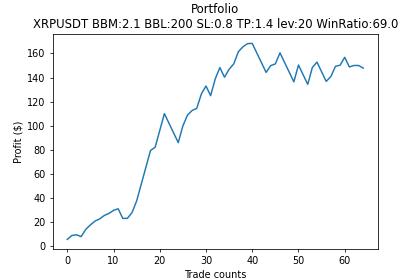 Portfolio
XRPUSDT BBM:2.1 BBL:200 SL:0.8 TP:1.4 lev:20 WinRatio:69.0
Profit ($)
160
140
120
100
80
60
40
20
0
0 10 20 30 40 50 60
Trade counts